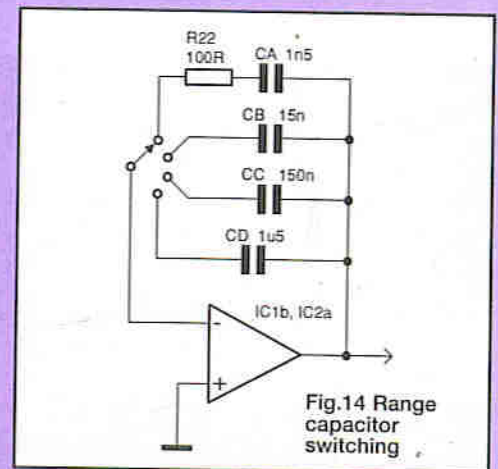 R22
100R
CA 1n5
CB 15n
CC 150n
CD 1u5
IC1b, IC2a
-
+
Fig.14 Range
capacitor
switching